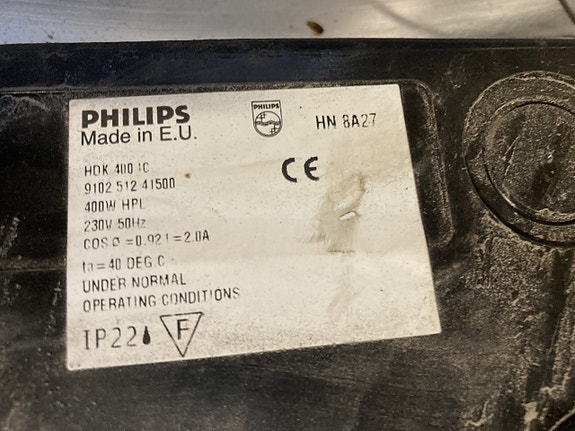 PHILIPS
Made in E.U.
PHILIPS
HN 8A27
HDK 400 IC
9102 512 41500
400W HPL
230V 50Hz
COS Φ =0.92 I=2.0A
ta=40 DEG.C
UNDER NORMAL
OPERATING CONDITIONS
CE
IP22
F